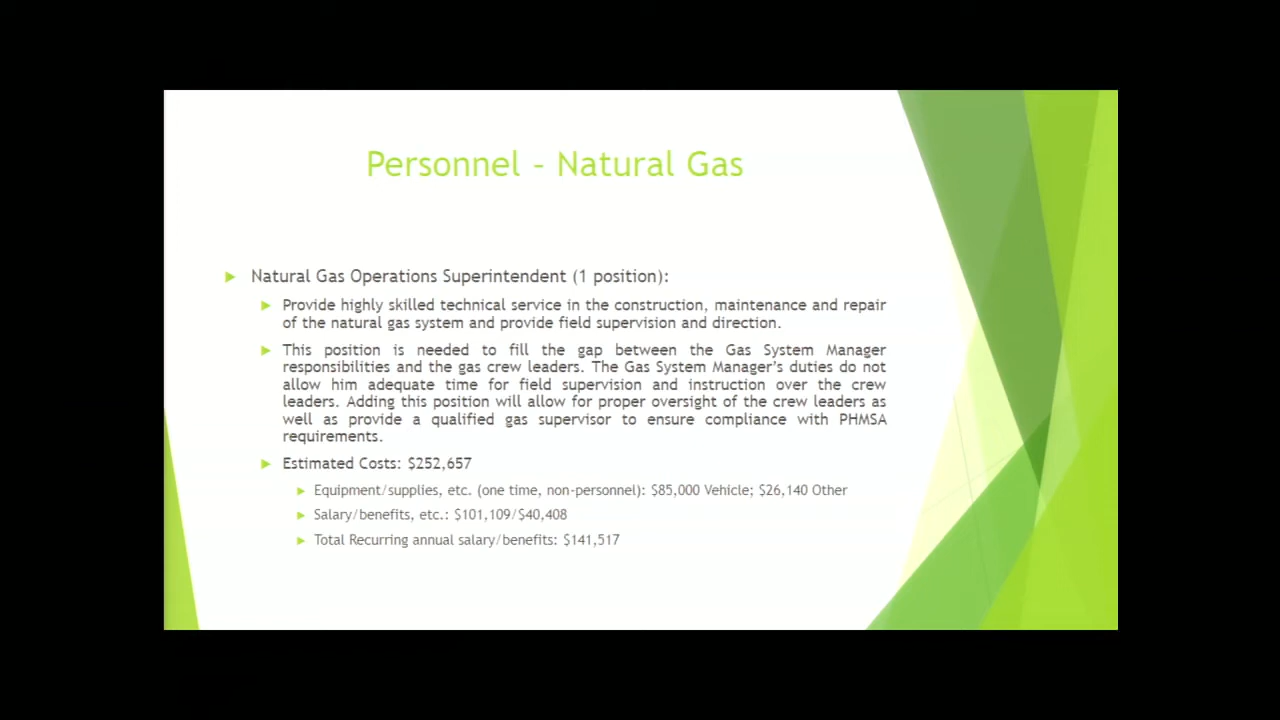 Personnel – Natural Gas
Natural Gas Operations Superintendent (1 position):
Provide highly skilled technical service in the construction, maintenance and repair
of the natural gas system and provide field supervision and direction.
This position is needed to fill the gap between the Gas System Manager
responsibilities and the gas crew leaders. The Gas System Manager's duties do not
allow him adequate time for field supervision and instruction over the crew
leaders. Adding this position will allow for proper oversight of the crew leaders as
well as provide a qualified gas supervisor to ensure compliance with PHMSA
requirements.
Estimated Costs: $252,657
Equipment/supplies, etc. (one time, non-personnel): $85,000 Vehicle; $26,140 Other
Salary/benefits, etc.: $101,109/$40,408
Total Recurring annual salary/benefits: $141,517